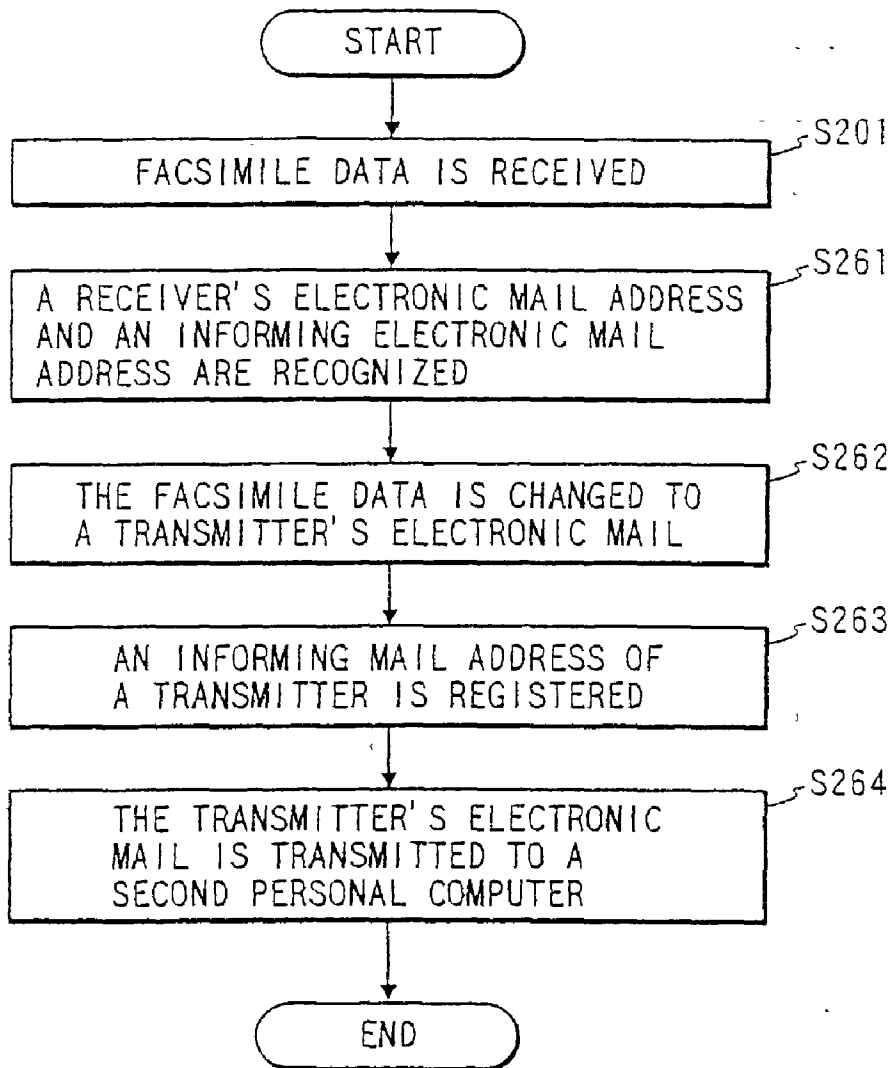 START
S201
FACSIMILE DATA IS RECEIVED
S261
A RECEIVER'S ELECTRONIC MAIL ADDRESS
AND AN INFORMING ELECTRONIC MAIL
ADDRESS ARE RECOGNIZED
S262
THE FACSIMILE DATA IS CHANGED TO
A TRANSMITTER'S ELECTRONIC MAIL
S263
AN INFORMING MAIL ADDRESS OF
A TRANSMITTER IS REGISTERED
S264
THE TRANSMITTER'S ELECTRONIC
MAIL IS TRANSMITTED TO A
SECOND PERSONAL COMPUTER
END